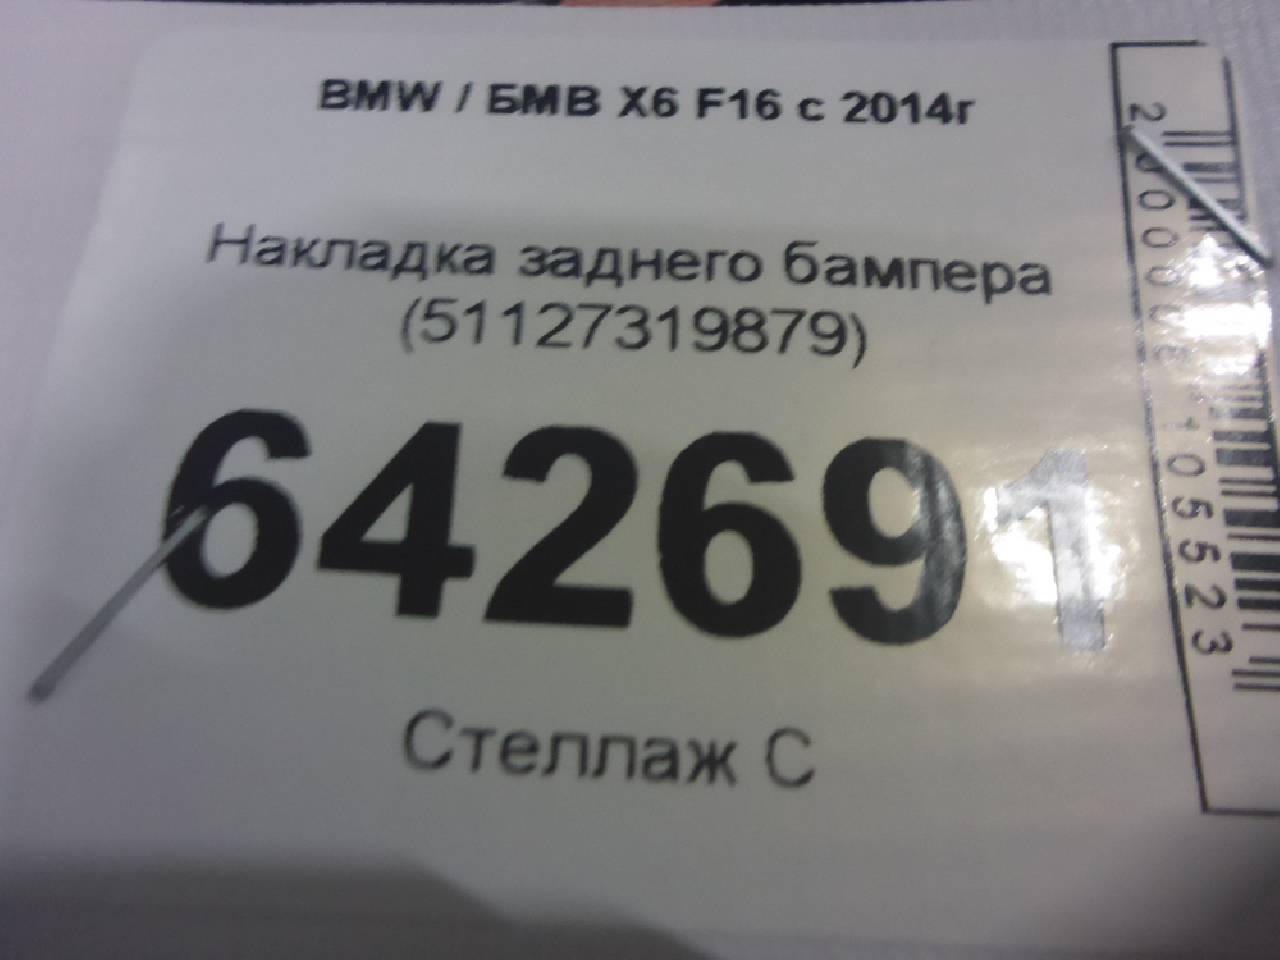 BMW / БМВ X6 F16 с 2014г
Накладка заднего бампера
(51127319879)
642691
Стеллаж С